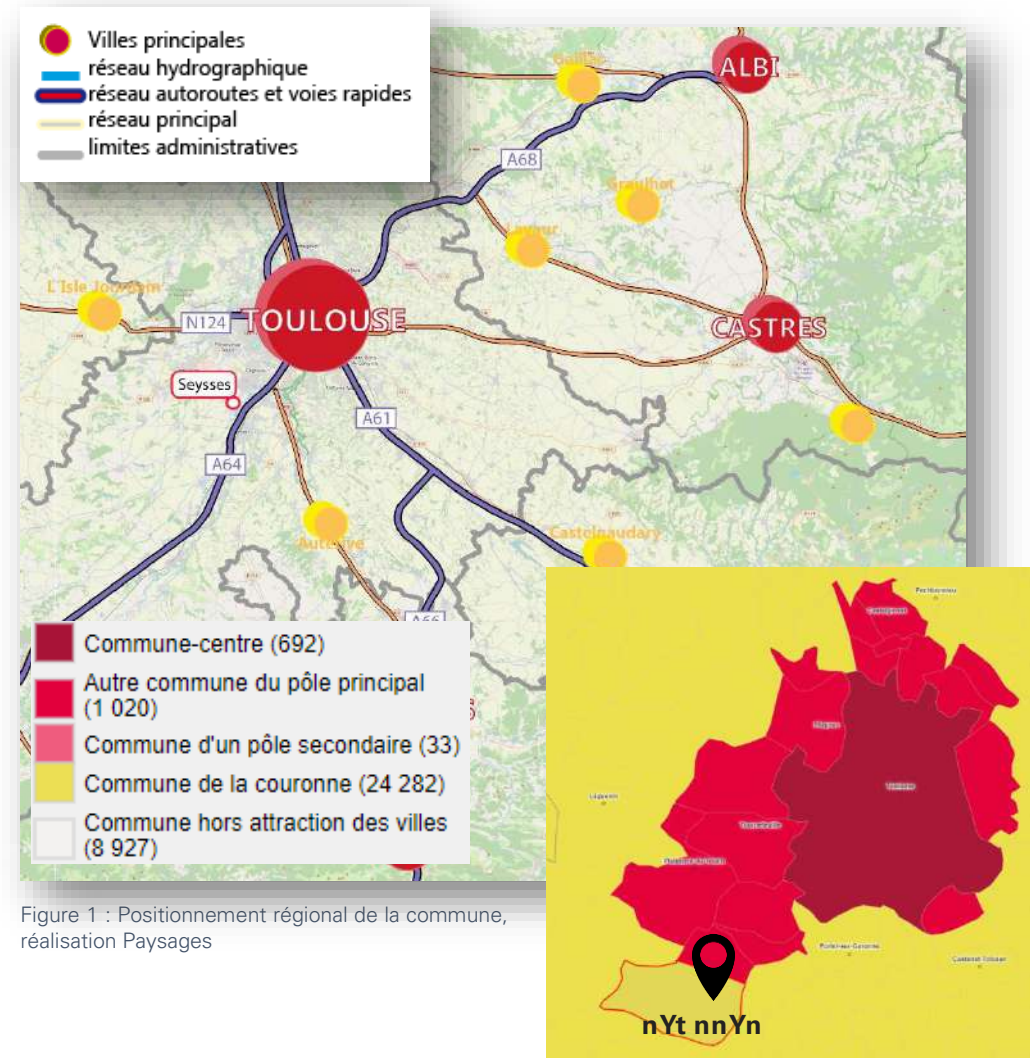 Villes principales
réseau hydrographique
réseau autoroutes et voies rapides
réseau principal
limites administratives
ALBI
A68
Graulhet
Lavaur
L'Isle Jourdain
N124
TOULOUSE
CASTRES
Seysses
A61
A64
Auterive
Castelnaudary
A66
Commune-centre (692)
Autre commune du pôle principal
(1 020)
Commune d'un pôle secondaire (33)
Commune de la couronne (24 282)
Commune hors attraction des villes
(8 927)
Toulouse
Tournefeuille
nYt nnYn
Figure 1 : Positionnement régional de la commune,
réalisation Paysages